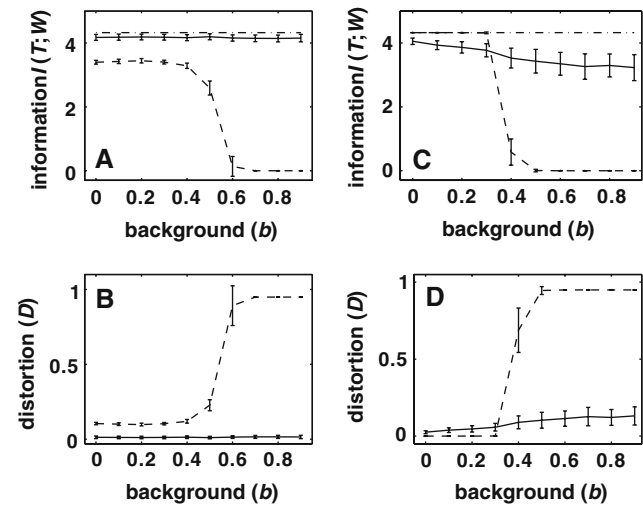 4
2
0
information I (T;W)
A
0 0.2 0.4 0.6 0.8
background (b)
4
2
0
information I (T;W)
C
0 0.2 0.4 0.6 0.8
background (b)
1
0.5
0
distortion (D)
B
0 0.2 0.4 0.6 0.8
background (b)
1
0.5
0
distortion (D)
D
0 0.2 0.4 0.6 0.8
background (b)